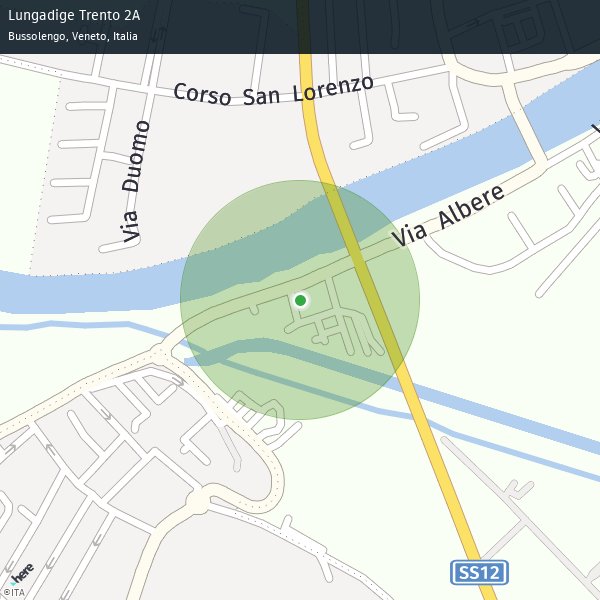 Lungadige Trento 2A
Bussolengo, Veneto, Italia
Corso San Lorenzo
Via Duomo
Via Albere
V
SS12
here
©ITA